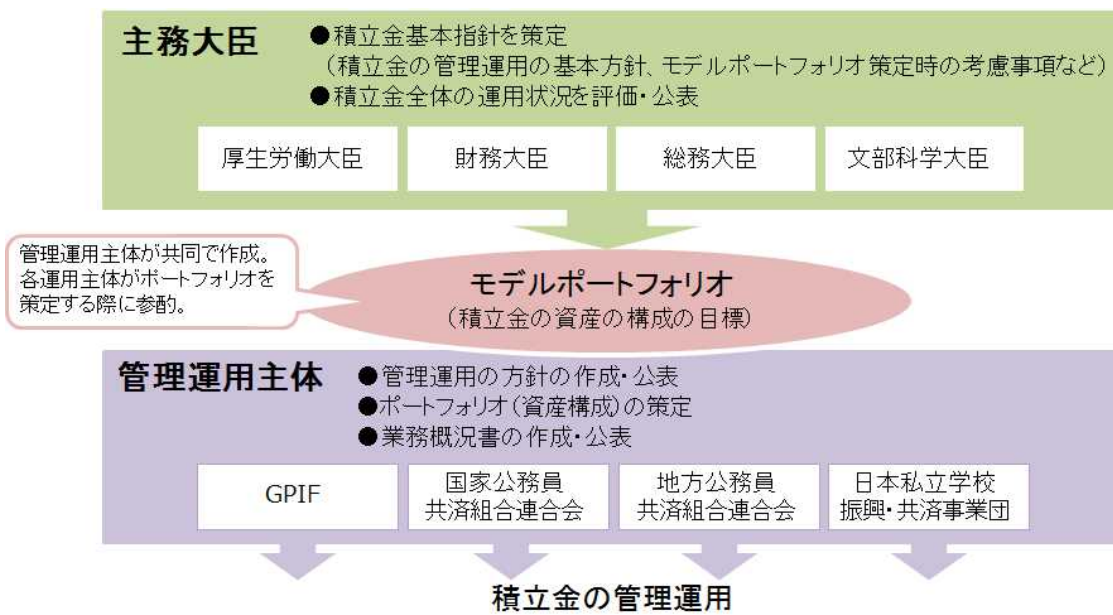 主務大臣
●積立金基本指針を策定
（積立金の管理運用の基本方針、モデルポートフォリオ策定時の考慮事項など）
●積立金全体の運用状況を評価・公表
厚生労働大臣
財務大臣
総務大臣
文部科学大臣
管理運用主体が共同で作成。
各運用主体がポートフォリオを
策定する際に参酌。
モデルポートフォリオ
（積立金の資産の構成の目標）
管理運用主体
●管理運用の方針の作成・公表
●ポートフォリオ（資産構成）の策定
●業務概況書の作成・公表
GPIF
国家公務員
共済組合連合会
地方公務員
共済組合連合会
日本私立学校
振興・共済事業団
積立金の管理運用